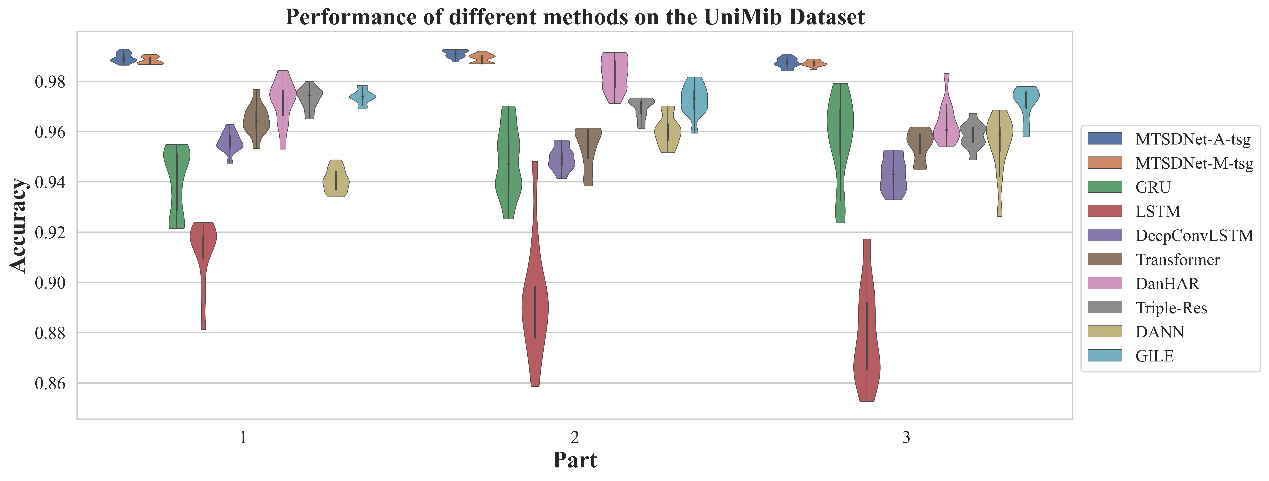 Performance of different methods on the UniMib Dataset
Accuracy
0.98
0.96
0.94
0.92
0.90
0.88
0.86
1
2
3
Part
MTSDNet-A-tsg
MTSDNet-M-tsg
GRU
LSTM
DeepConvLSTM
Transformer
DanHAR
Triple-Res
DANN
GILE